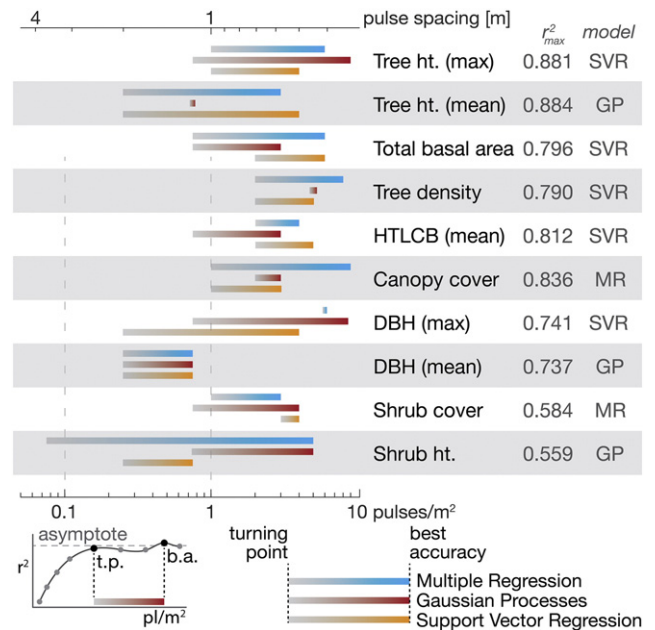 4 1 pulse spacing [m] r²max model
Tree ht. (max) 0.881 SVR
Tree ht. (mean) 0.884 GP
Total basal area 0.796 SVR
Tree density 0.790 SVR
HTLCB (mean) 0.812 SVR
Canopy cover 0.836 MR
DBH (max) 0.741 SVR
DBH (mean) 0.737 GP
Shrub cover 0.584 MR
Shrub ht. 0.559 GP
0.1 1 10 pulses/m²
asymptote
t.p. b.a.
r²
pl/m²
turning point
best accuracy
Multiple Regression
Gaussian Processes
Support Vector Regression